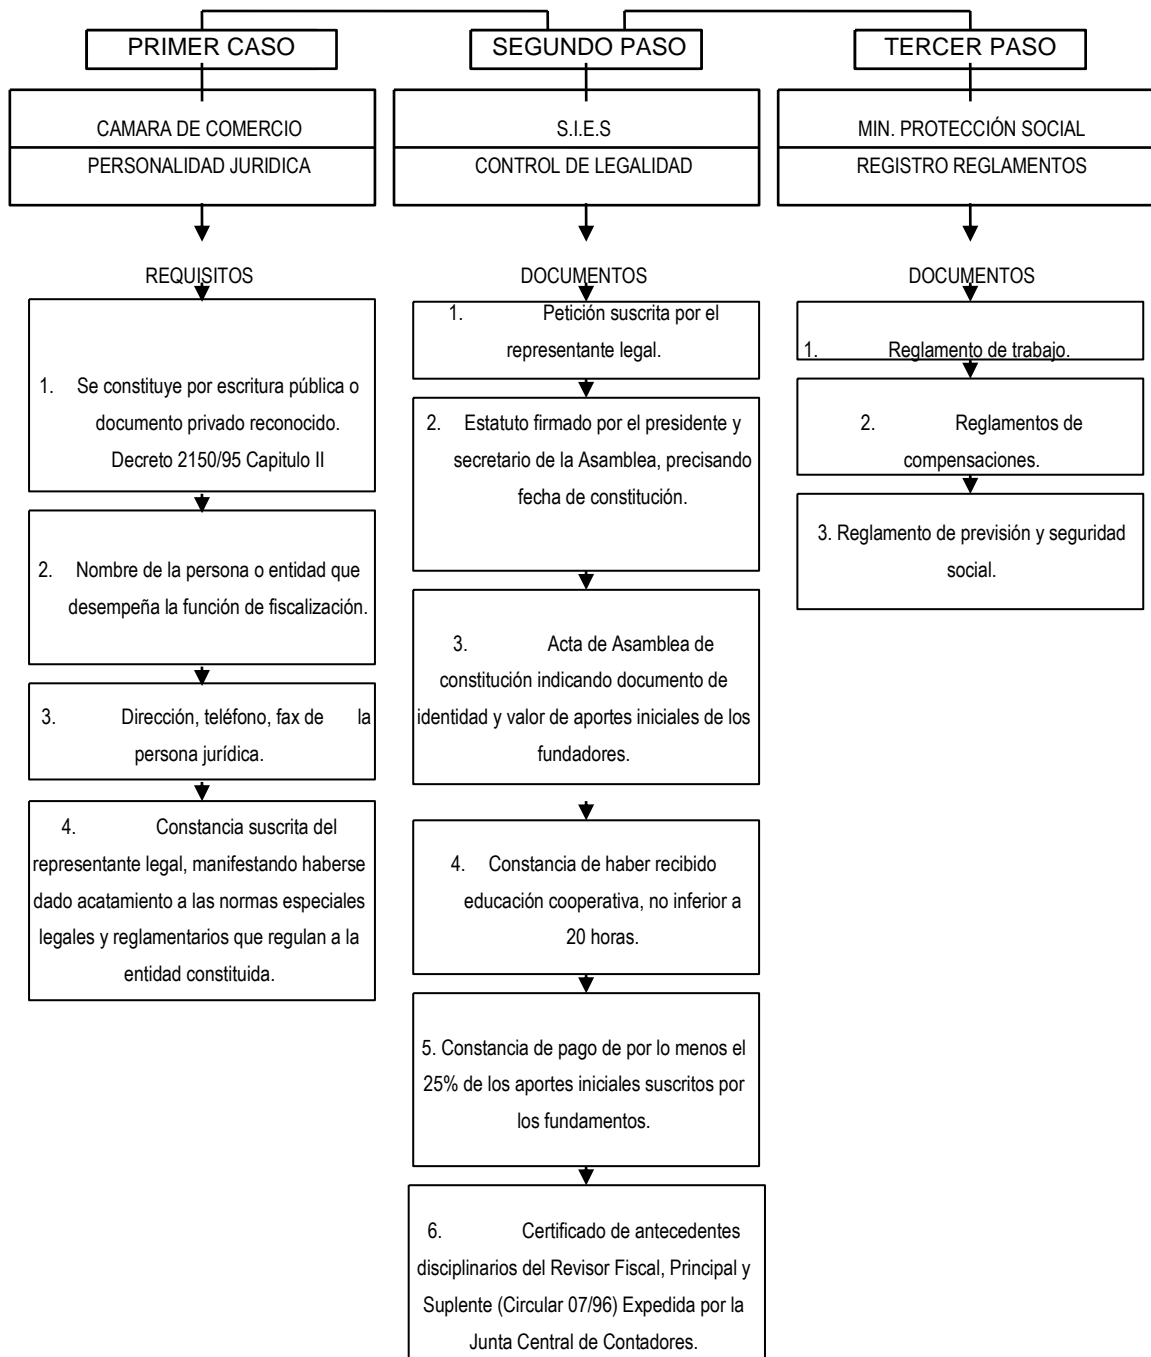 PRIMER CASO
CAMARA DE COMERCIO
PERSONALIDAD JURIDICA
REQUISITOS
1. Se constituye por escritura pública o
documento privado reconocido.
Decreto 2150/95 Capitulo II
2. Nombre de la persona o entidad que
desempeña la función de fiscalización.
3. Dirección, teléfono, fax de la
persona jurídica.
4. Constancia suscrita del
representante legal, manifestando haberse
dado acatamiento a las normas especiales
legales y reglamentarios que regulan a la
entidad constituida.
SEGUNDO PASO
S.I.E.S
CONTROL DE LEGALIDAD
DOCUMENTOS
1. Petición suscrita por el
representante legal.
2. Estatuto firmado por el presidente y
secretario de la Asamblea, precisando
fecha de constitución.
3. Acta de Asamblea de
constitución indicando documento de
identidad y valor de aportes iniciales de los
fundadores.
4. Constancia de haber recibido
educación cooperativa, no inferior a
20 horas.
5. Constancia de pago de por lo menos el
25% de los aportes iniciales suscritos por
los fundamentos.
6. Certificado de antecedentes
disciplinarios del Revisor Fiscal, Principal y
Suplente (Circular 07/96) Expedida por la
Junta Central de Contadores.
TERCER PASO
MIN. PROTECCIÓN SOCIAL
REGISTRO REGLAMENTOS
DOCUMENTOS
1. Reglamento de trabajo.
2. Reglamentos de
compensaciones.
3. Reglamento de previsión y seguridad
social.